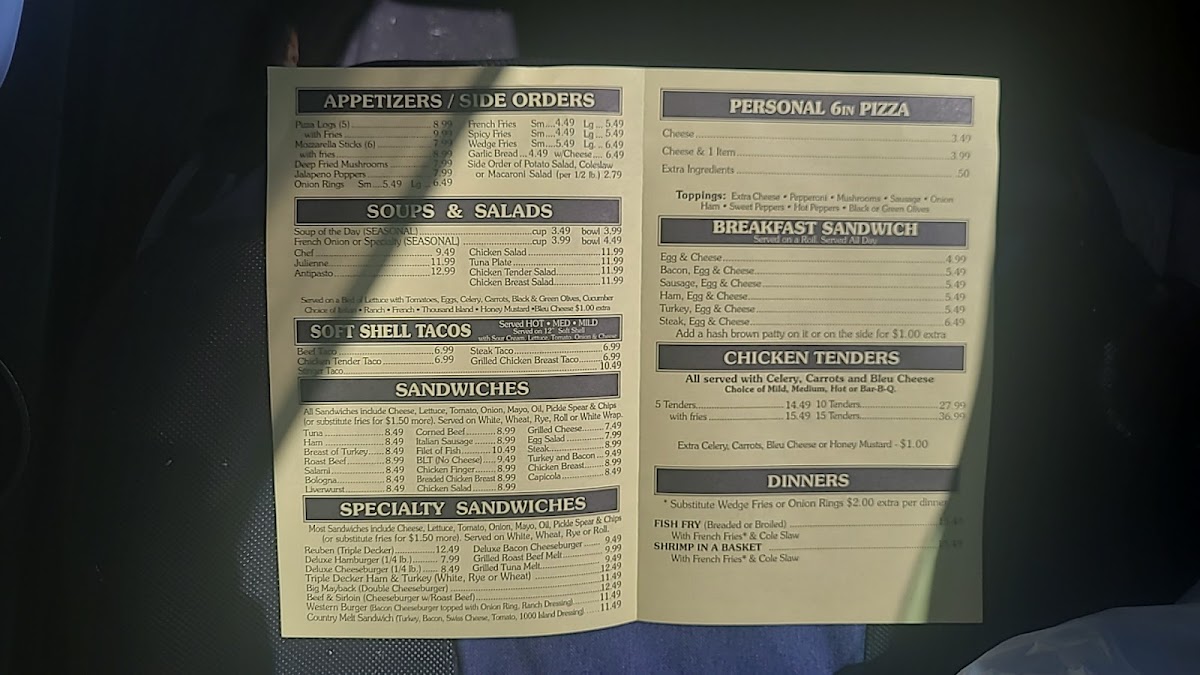 APPETIZERS / SIDE ORDERS
Pizza Logs (5) 8.99
with Fries 9.99
Mozzarella Sticks (6) 7.99
with fries 8.99
Deep Fried Mushrooms 7.99
Jalapeno Poppers 7.99
Onion Rings Sm....5.49 Lg... 6.49
French Fries Sm....4.49 Lg ... 5.49
Spicy Fries Sm....4.49 Lg ... 5.49
Wedge Fries Sm....5.49 Lg ... 6.49
Garlic Bread ... 4.49 w/Cheese.... 6.49
Side Order of Potato Salad, Coleslaw
or Macaroni Salad (per 1/2 lb.) 2.79
SOUPS & SALADS
Soup of the Day (SEASONAL) cup 3.49 bowl 3.99
French Onion or Specialty (SEASONAL) cup 3.99 bowl 4.49
Chef 9.49
Julienne 11.99
Antipasto 12.99
Chicken Salad 11.99
Tuna Plate 11.99
Chicken Tender Salad 11.99
Chicken Breast Salad 11.99
Served on a Bed of Lettuce with Tomatoes, Eggs, Celery, Carrots, Black & Green Olives, Cucumber
Choice of Italian • Ranch • French • Thousand Island • Honey Mustard •Bleu Cheese $1.00 extra
SOFT SHELL TACOS
Served HOT • MED • MILD
Served on 12" Soft Shell
with Sour Cream, Lettuce, Tomato, Onion & Cheese
Beef Taco 6.99
Chicken Tender Taco 6.99
Steak Taco 6.99
Grilled Chicken Breast Taco 6.99
Stinger Taco 10.49
SANDWICHES
All Sandwiches include Cheese, Lettuce, Tomato, Onion, Mayo, Oil, Pickle Spear & Chips
(or substitute fries for $1.50 more). Served on White, Wheat, Rye, Roll or White Wrap.
Tuna 8.49
Ham 8.49
Breast of Turkey 8.49
Roast Beef 8.99
Salami 8.49
Bologna 8.49
Liverwurst 8.49
Corned Beef 8.99
Italian Sausage 8.99
Filet of Fish 10.49
BLT (No Cheese) 9.49
Chicken Finger 8.99
Breaded Chicken Breast 8.99
Chicken Salad 8.99
Grilled Cheese 7.49
Egg Salad 7.99
Steak 8.99
Turkey and Bacon 9.49
Chicken Breast 8.99
Capicola 8.49
SPECIALTY SANDWICHES
Most Sandwiches include Cheese, Lettuce, Tomato, Onion, Mayo, Oil, Pickle Spear & Chips
(or substitute fries for $1.50 more). Served on White, Wheat, Rye or Roll.
Reuben (Triple Decker) 12.49
Deluxe Hamburger (1/4 lb.) 7.99
Deluxe Cheeseburger (1/4 lb.) 8.49
Deluxe Bacon Cheeseburger 9.49
Grilled Roast Beef Melt 9.99
Grilled Tuna Melt 9.49
Triple Decker Ham & Turkey (White, Rye or Wheat) 12.49
Big Mayback (Double Cheeseburger) 11.49
Beef & Sirloin (Cheeseburger w/Roast Beef) 12.49
Western Burger (Bacon Cheeseburger topped with Onion Ring, Ranch Dressing) 11.49
Country Melt Sandwich (Turkey, Bacon, Swiss Cheese, Tomato, 1000 Island Dressing) 11.49
PERSONAL 6IN PIZZA
Cheese 3.49
Cheese & 1 Item 3.99
Extra Ingredients .50
Toppings: Extra Cheese • Pepperoni • Mushrooms • Sausage • Onion
Ham • Sweet Peppers • Hot Peppers • Black or Green Olives
BREAKFAST SANDWICH
Served on a Roll. Served All Day
Egg & Cheese 4.99
Bacon, Egg & Cheese 5.49
Sausage, Egg & Cheese 5.49
Ham, Egg & Cheese 5.49
Turkey, Egg & Cheese 5.49
Steak, Egg & Cheese 6.49
Add a hash brown patty on it or on the side for $1.00 extra
CHICKEN TENDERS
All served with Celery, Carrots and Bleu Cheese
Choice of Mild, Medium, Hot or Bar-B-Q.
5 Tenders 14.49 10 Tenders 27.99
with fries 15.49 15 Tenders 36.99
Extra Celery, Carrots, Bleu Cheese or Honey Mustard - $1.00
DINNERS
* Substitute Wedge Fries or Onion Rings $2.00 extra per dinner
FISH FRY (Breaded or Broiled)
With French Fries* & Cole Slaw
SHRIMP IN A BASKET
With French Fries* & Cole Slaw